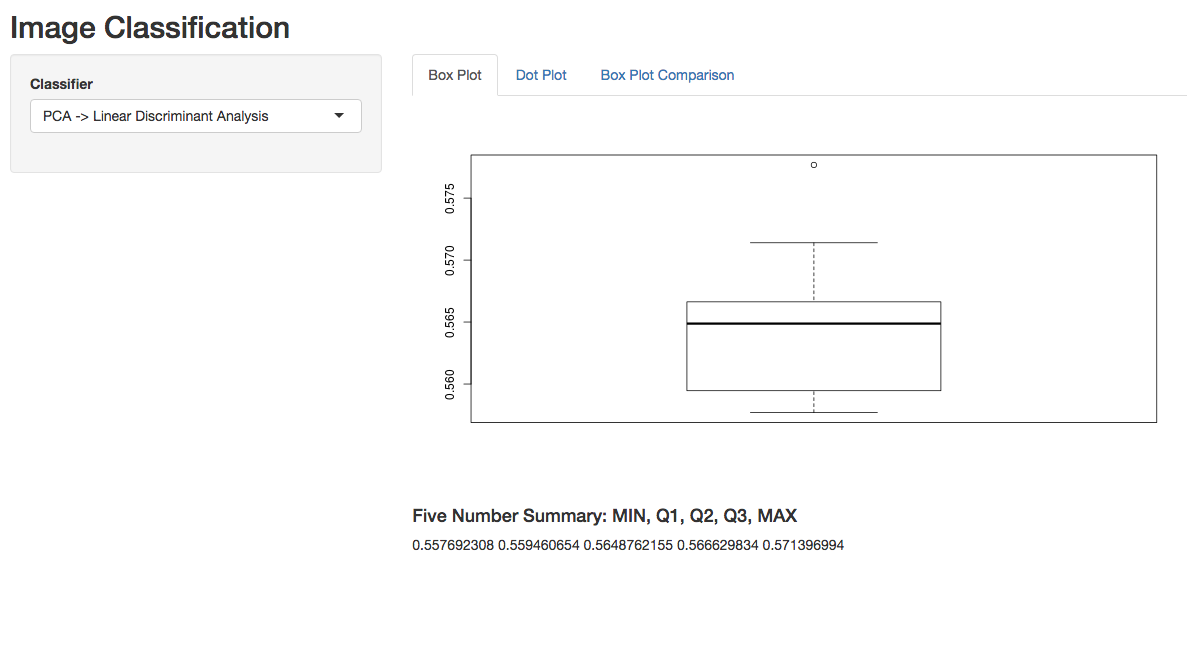 Image Classification
Classifier
PCA -> Linear Discriminant Analysis
Box Plot Dot Plot Box Plot Comparison
0.575
0.570
0.565
0.560
Five Number Summary: MIN, Q1, Q2, Q3, MAX
0.557692308 0.559460654 0.5648762155 0.566629834 0.571396994